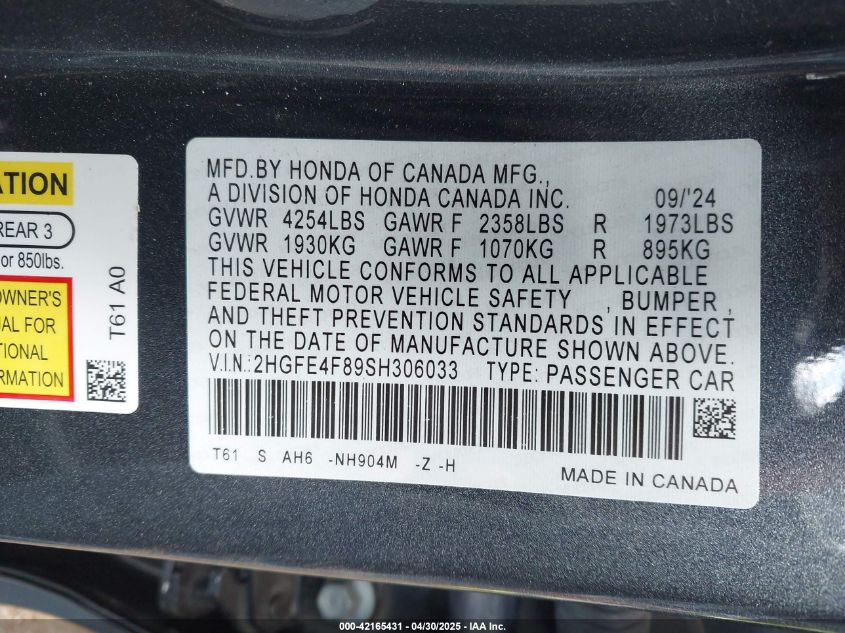 ATION
REAR 3
or 850lbs.
OWNER'S
UAL FOR
TIONAL
RMATION
T61 A0
MFD.BY HONDA OF CANADA MFG.,
A DIVISION OF HONDA CANADA INC. 09/'24
GVWR 4254LBS GAWR F 2358LBS R 1973LBS
GVWR 1930KG GAWR F 1070KG R 895KG
THIS VEHICLE CONFORMS TO ALL APPLICABLE
FEDERAL MOTOR VEHICLE SAFETY , BUMPER ,
AND THEFT PREVENTION STANDARDS IN EFFECT
ON THE DATE OF MANUFACTURE SHOWN ABOVE.
V.I.N.:2HGFE4F89SH306033 TYPE: PASSENGER CAR
T61 S AH6 -NH904M -Z -H
MADE IN CANADA
000-42165431 - 04/30/2025 - IAA Inc.